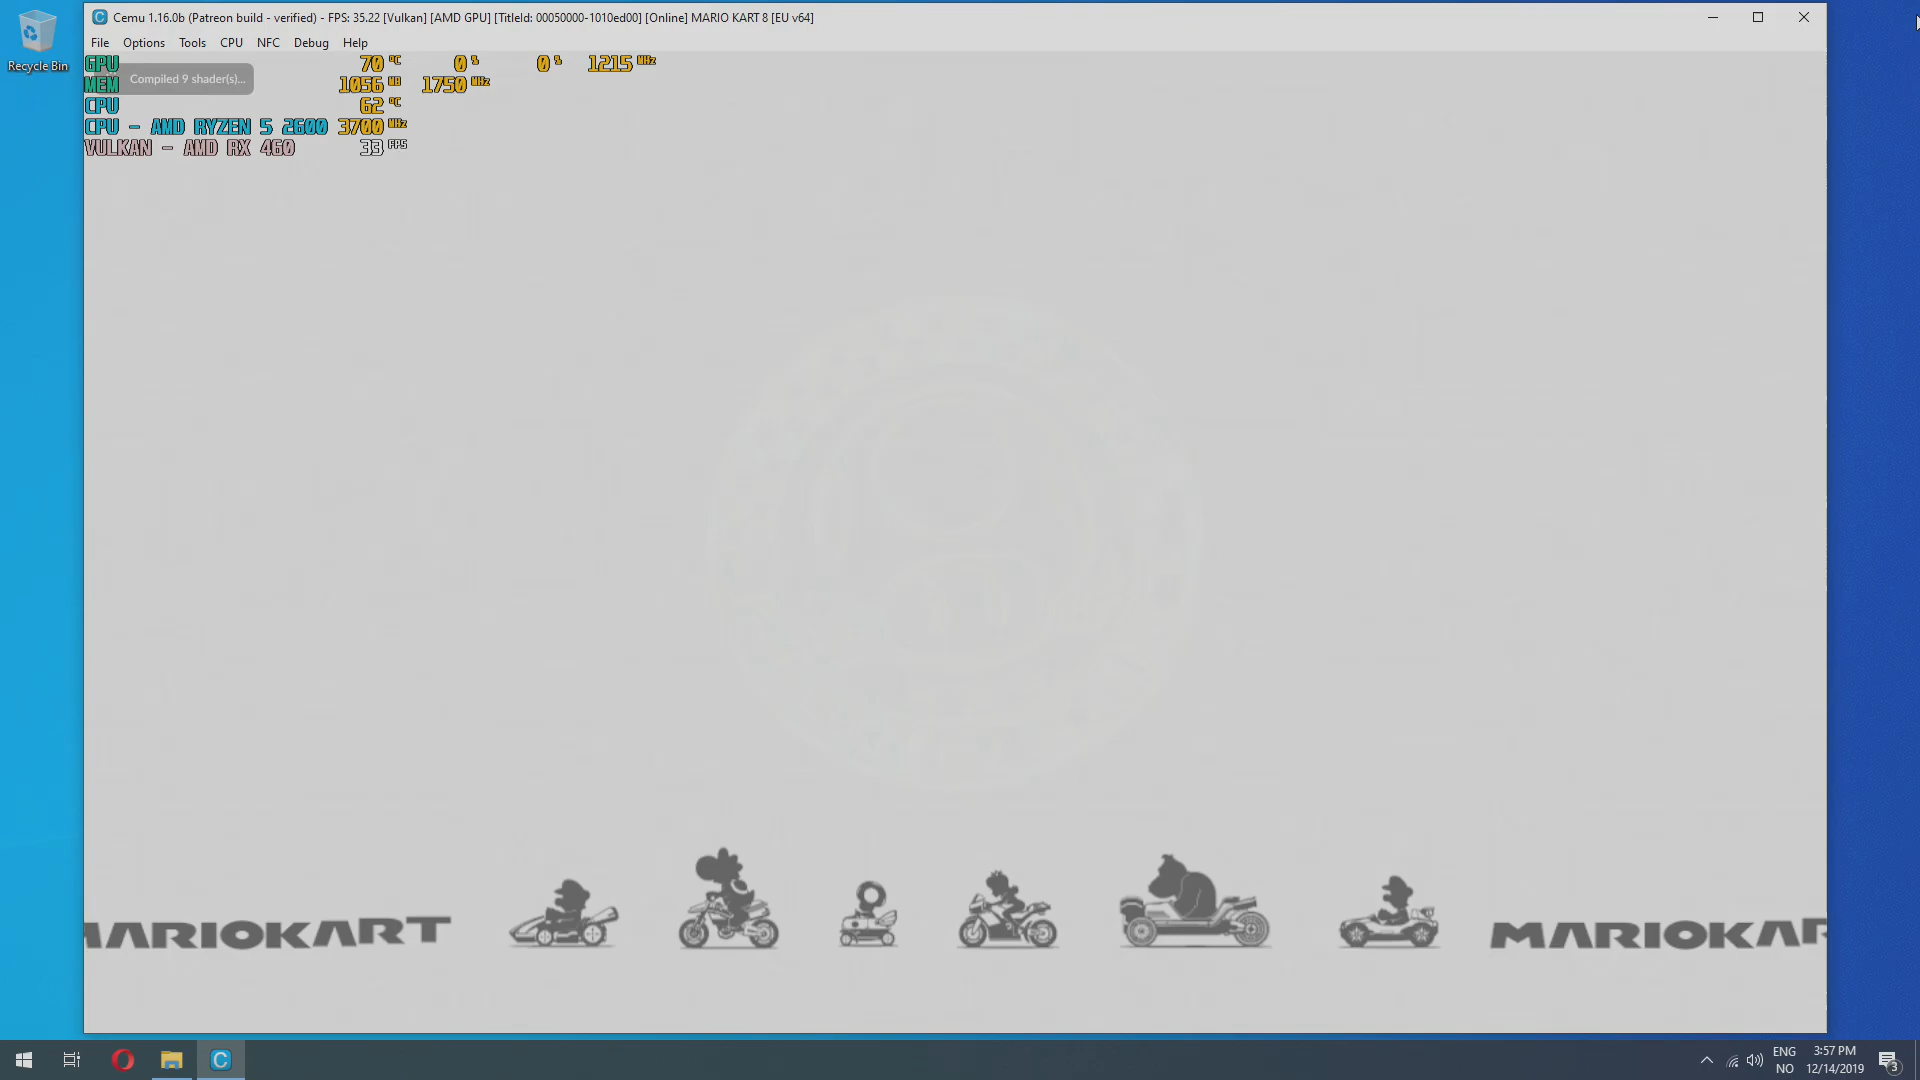 Recycle Bin
Cemu 1.16.0b (Patreon build - verified) - FPS: 35.22 [Vulkan] [AMD GPU] [TitleId: 00050000-1010ed00] [Online] MARIO KART 8 [EU v64]
File Options Tools CPU NFC Debug Help
GPU 70 °C 0 % 0 % 1215 MHz
Compiled 9 shader(s)...
MEM 1056 MB 1750 MHz
CPU 62 °C
CPU - AMD RYZEN 5 2600 3700 MHz
VULKAN - AMD RX 460 33 FPS
MARIOKART MARIOKAR
ENG 3:57 PM
NO 12/14/2019 3